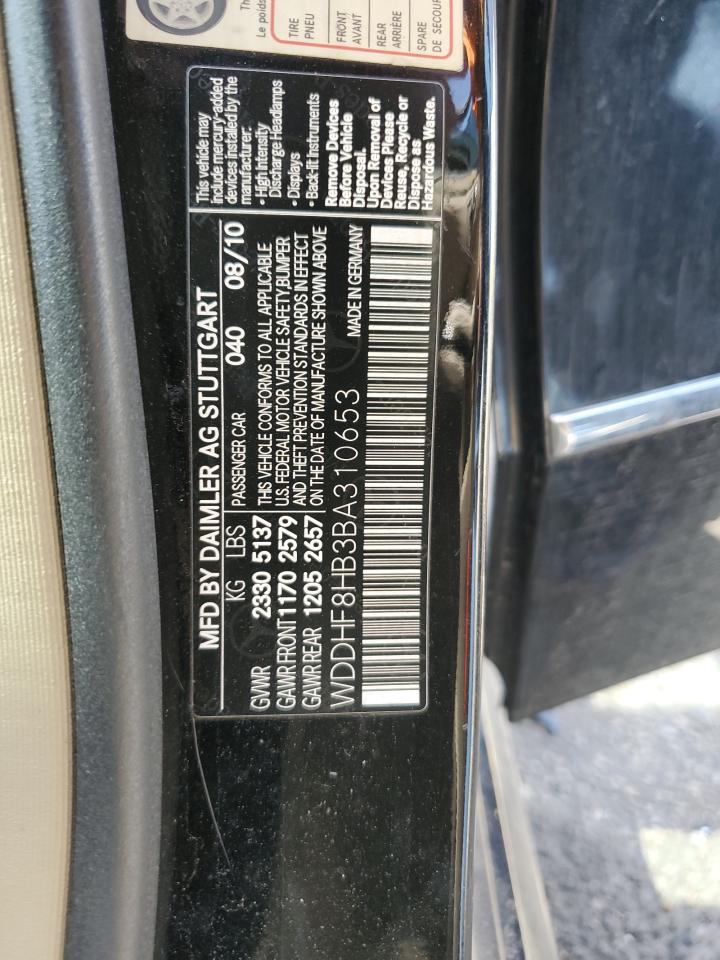 MFD BY DAIMLER AG STUTTGART
KG LBS PASSENGER CAR 040 08/10
GVWR 2330 5137
GAWR FRONT 1170 2579
GAWR REAR 1205 2657
THIS VEHICLE CONFORMS TO ALL APPLICABLE
U.S. FEDERAL MOTOR VEHICLE SAFETY, BUMPER
AND THEFT PREVENTION STANDARDS IN EFFECT
ON THE DATE OF MANUFACTURE SHOWN ABOVE
WDDHF8HB3BA310653
MADE IN GERMANY
This vehicle may
include mercury-added
devices installed by the
manufacturer:
• High Intensity
Discharge Headlamps
• Displays
• Back-lit Instruments
Remove Devices
Before Vehicle
Disposal.
Upon Removal of
Devices Please
Reuse, Recycle or
Dispose as
Hazardous Waste.
Th
Le poids
TIRE
PNEU
FRONT
AVANT
REAR
ARRIÈRE
SPARE
DE SECOUR